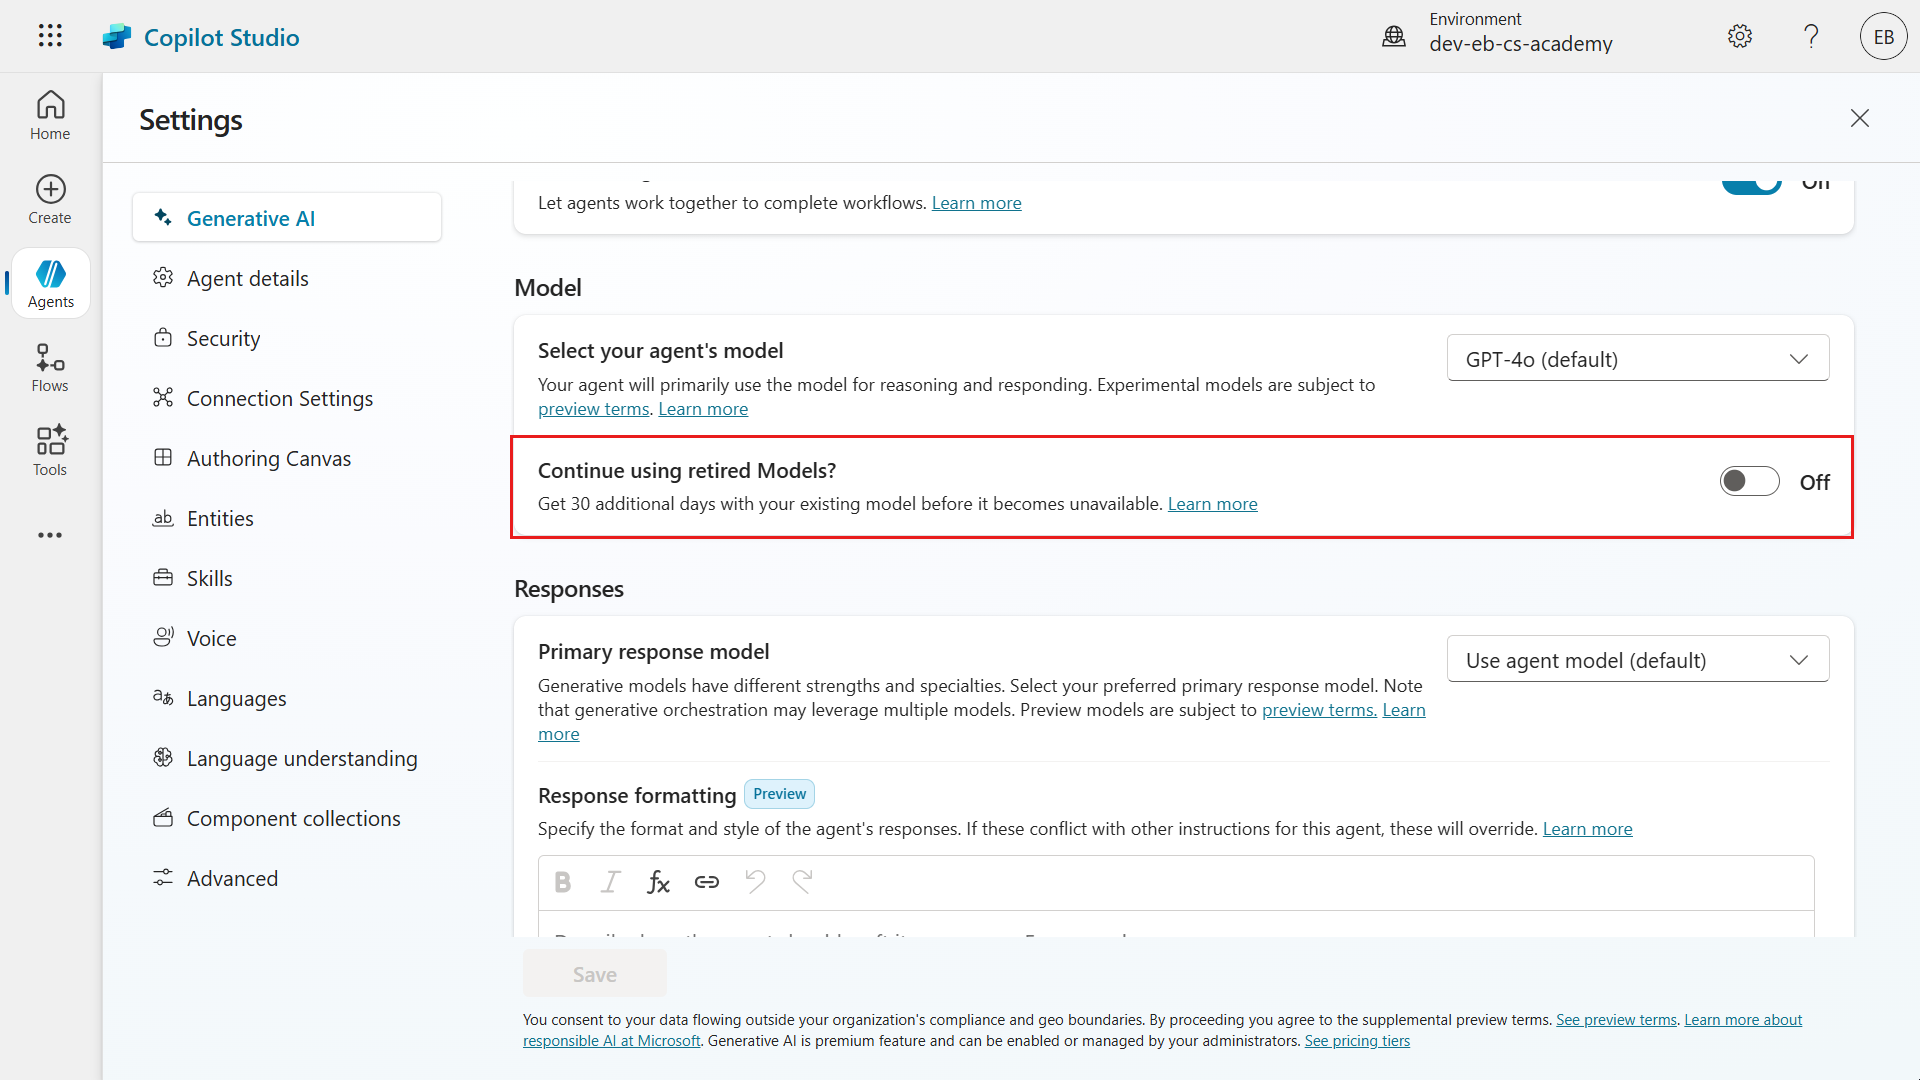 Copilot Studio
Environment
dev-eb-cs-academy
EB
Home
Create
Agents
Flows
Tools
Settings
Generative AI
Agent details
Security
Connection Settings
Authoring Canvas
Entities
Skills
Voice
Languages
Language understanding
Component collections
Advanced
Let agents work together to complete workflows. Learn more
On
Model
Select your agent's model
Your agent will primarily use the model for reasoning and responding. Experimental models are subject to
preview terms. Learn more
GPT-4o (default)
Continue using retired Models?
Get 30 additional days with your existing model before it becomes unavailable. Learn more
Off
Responses
Primary response model
Generative models have different strengths and specialties. Select your preferred primary response model. Note
that generative orchestration may leverage multiple models. Preview models are subject to preview terms. Learn
more
Use agent model (default)
Response formatting Preview
Specify the format and style of the agent's responses. If these conflict with other instructions for this agent, these will override. Learn more
Save
You consent to your data flowing outside your organization's compliance and geo boundaries. By proceeding you agree to the supplemental preview terms. See preview terms. Learn more about
responsible AI at Microsoft. Generative AI is premium feature and can be enabled or managed by your administrators. See pricing tiers